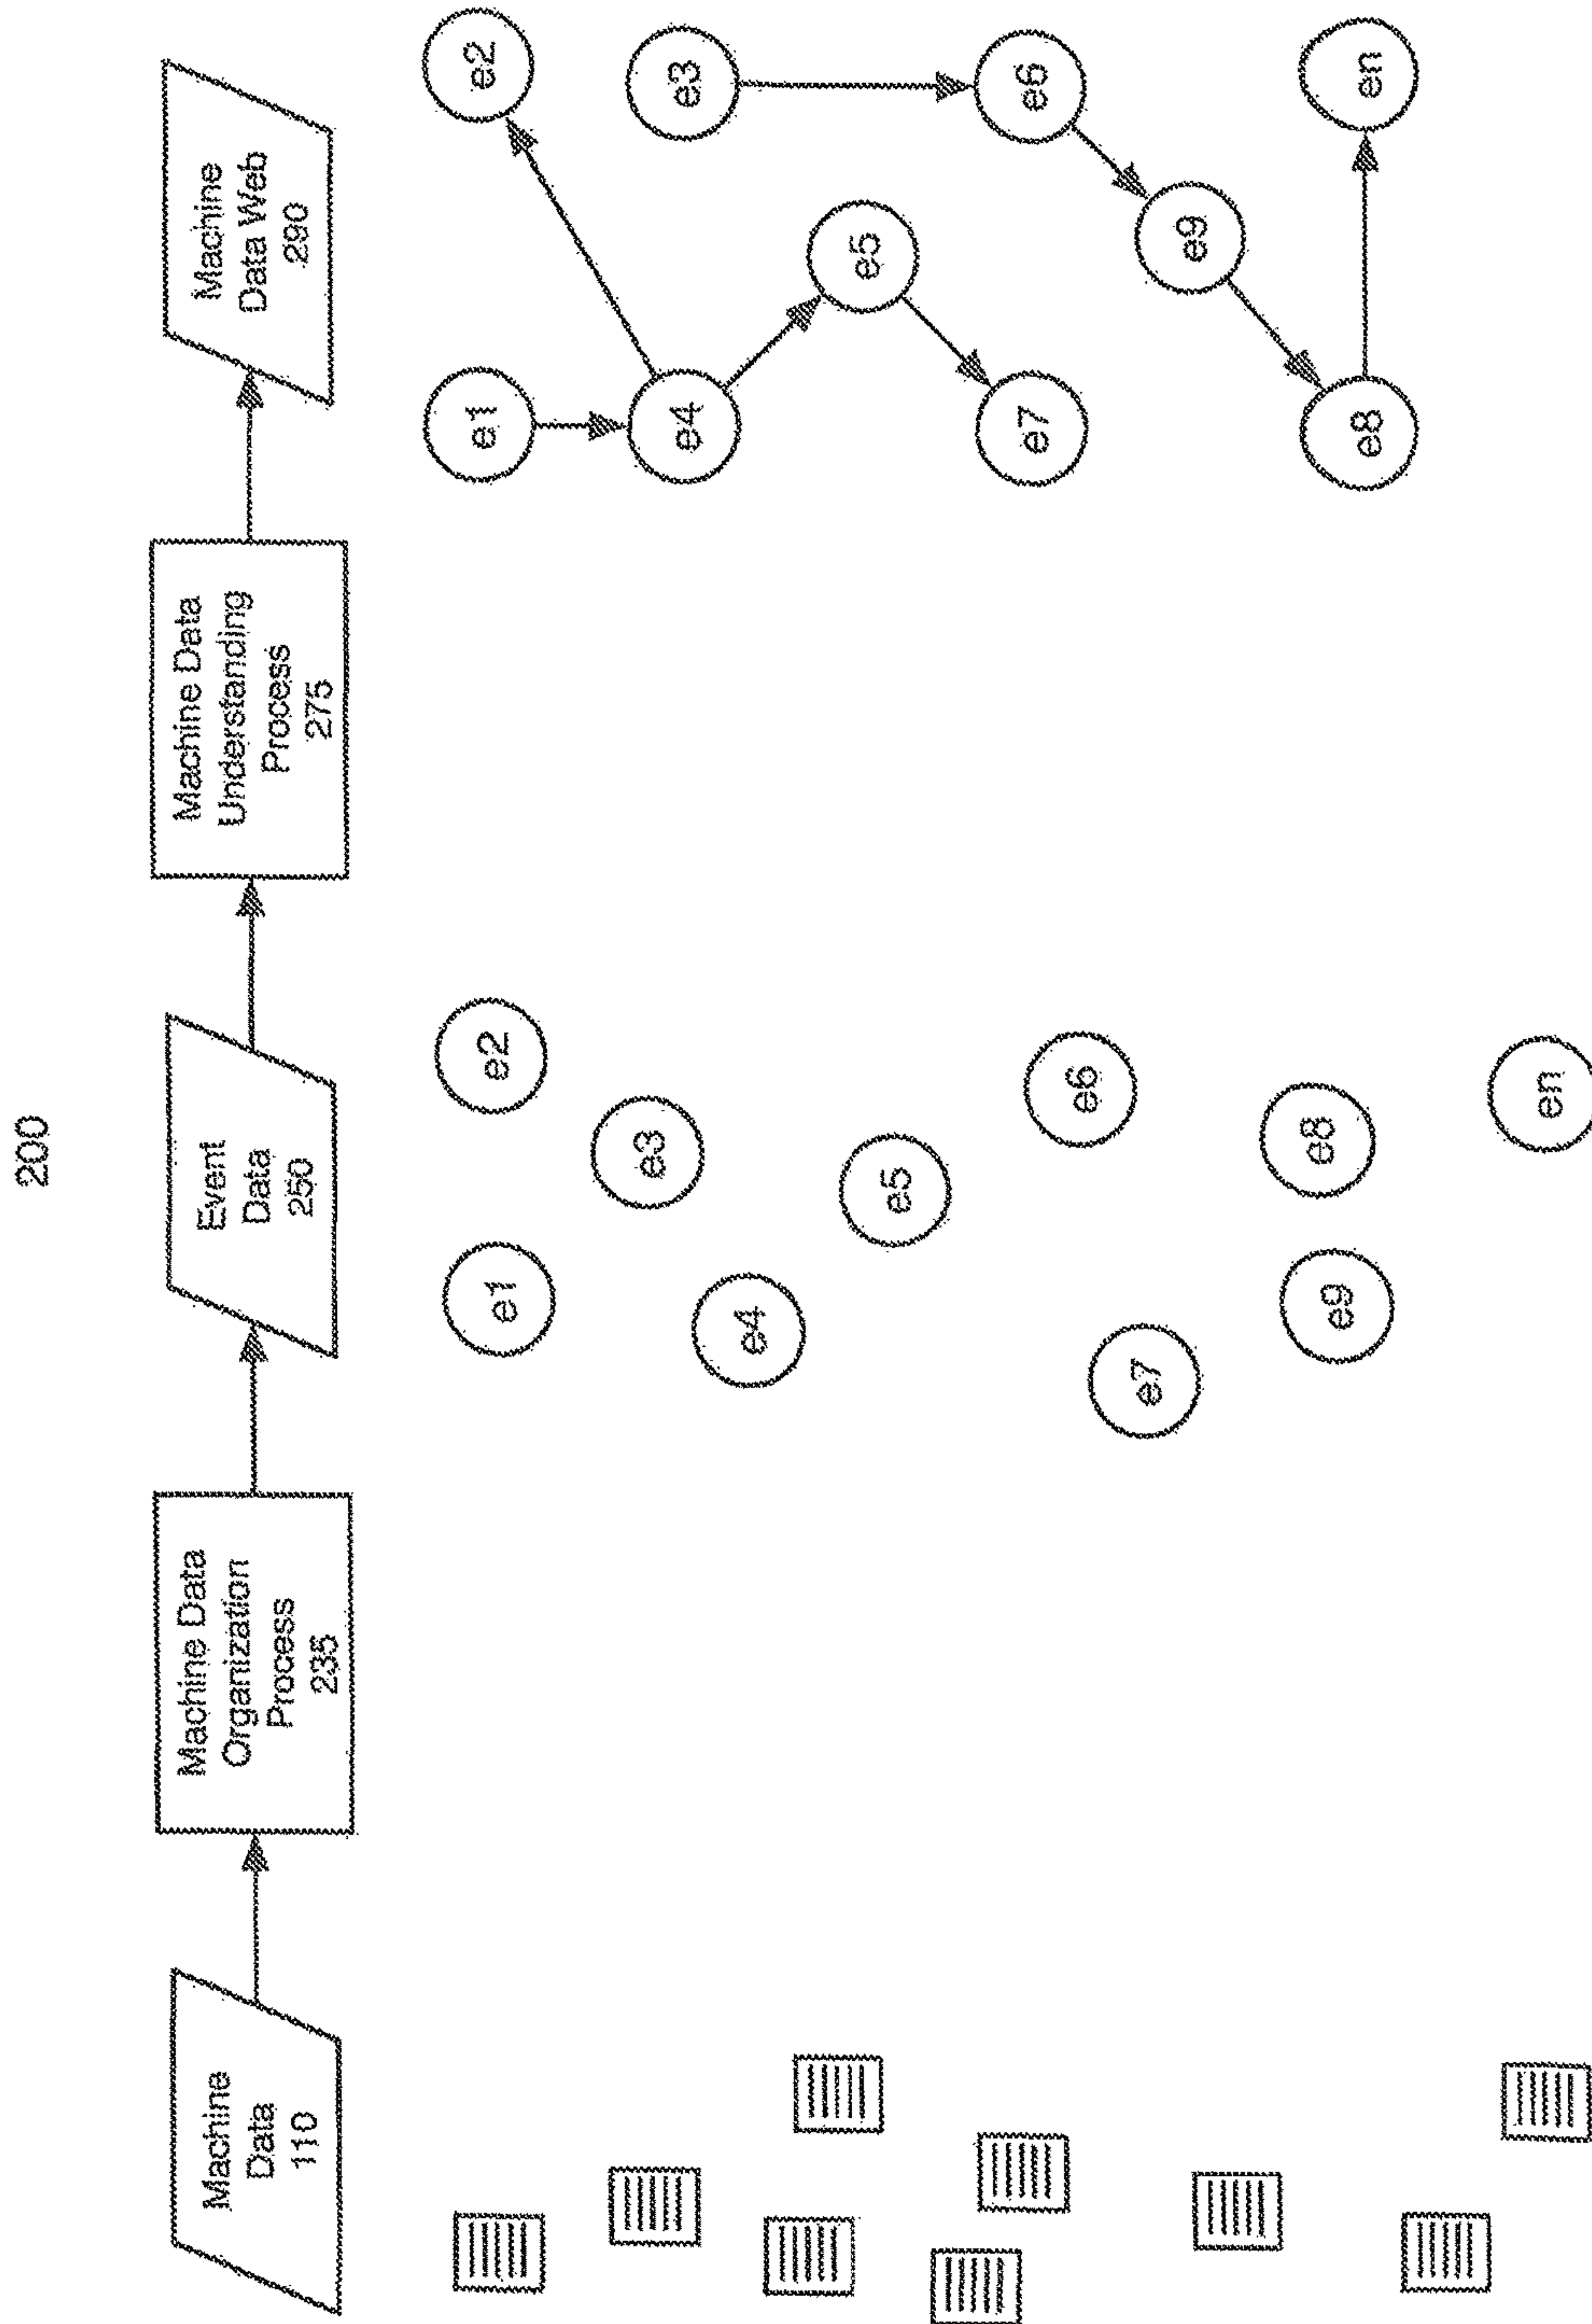 200
Machine
Data
110
Machine Data
Organization
Process
235
Event
Data
250
Machine Data
Understanding
Process
275
Machine
Data Web
290
e1
e2
e3
e4
e5
e6
e7
e8
e9
en
e1
e2
e3
e4
e5
e6
e7
e9
e8
en